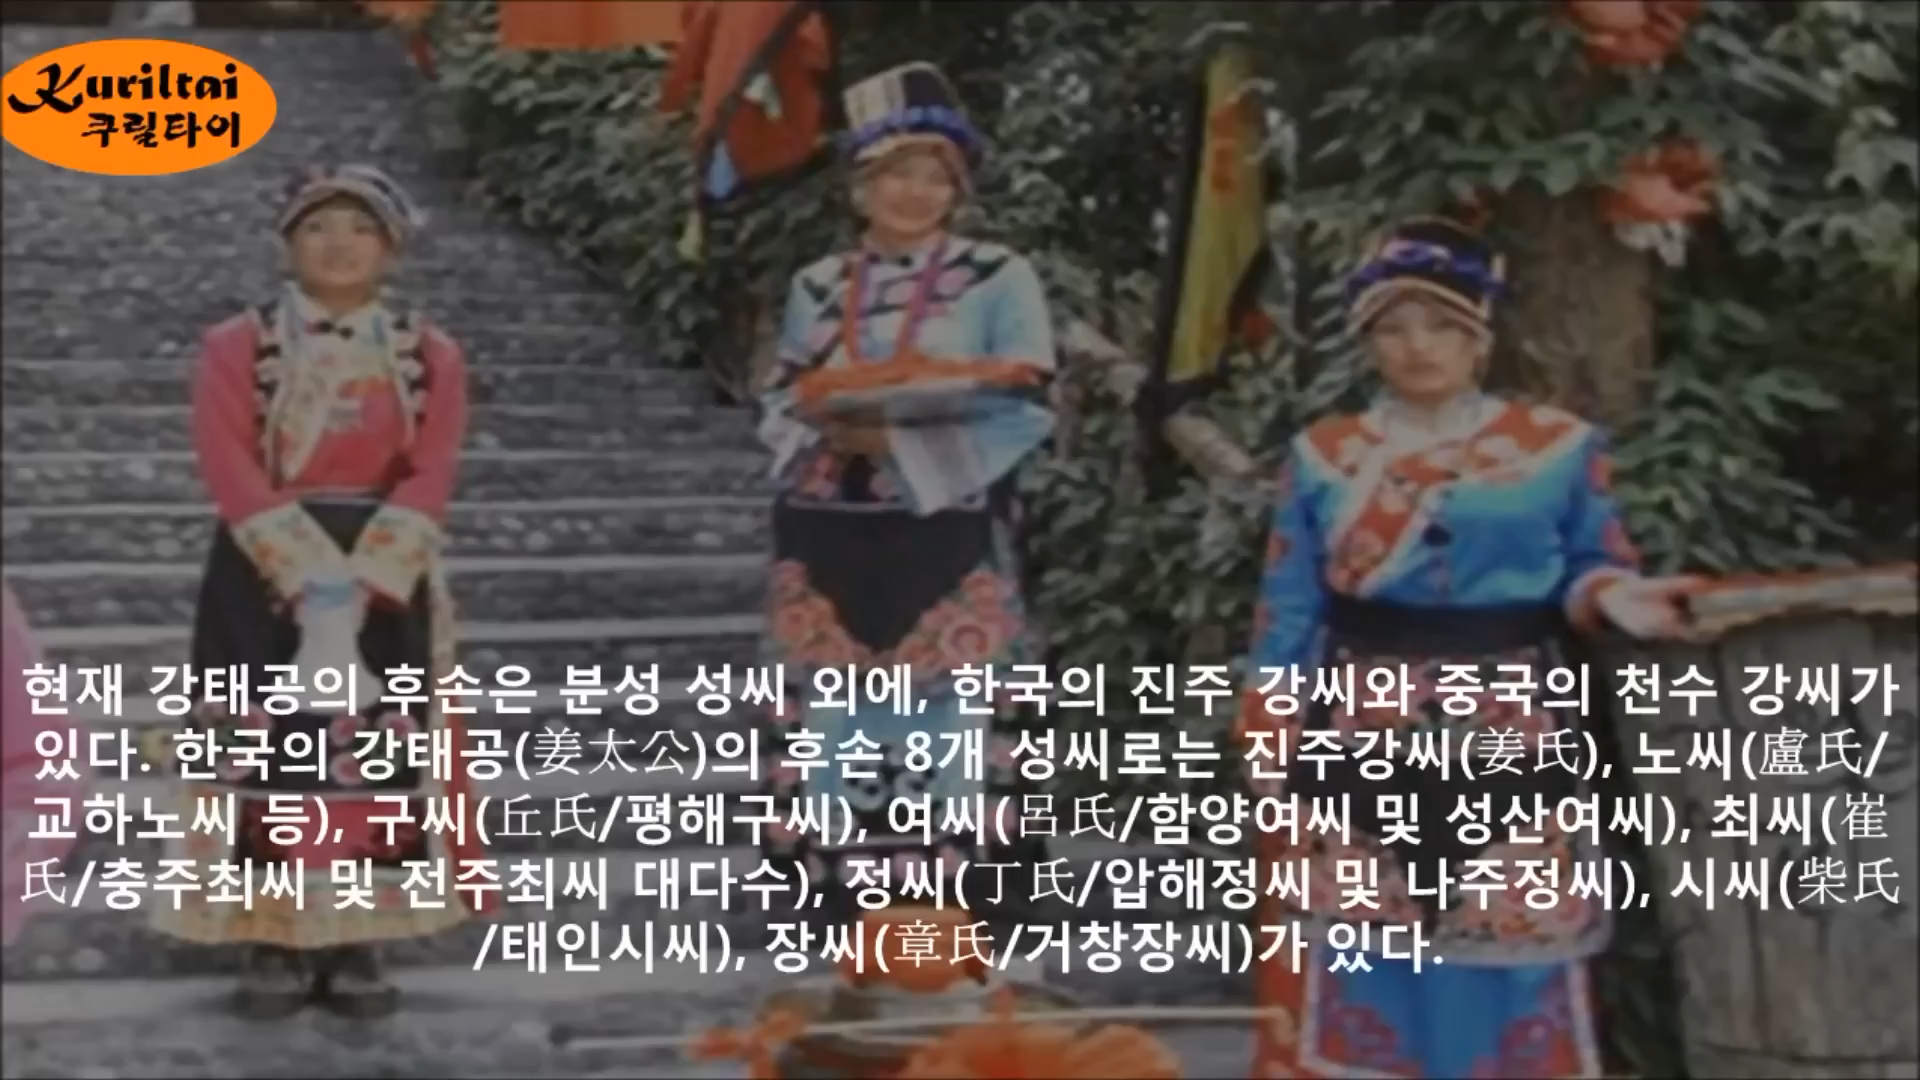 Kuriltai
쿠릴타이
현재 강태공의 후손은 분성 성씨 외에, 한국의 진주 강씨와 중국의 천수 강씨가
있다. 한국의 강태공(姜太公)의 후손 8개 성씨로는 진주강씨(姜氏), 노씨(盧氏/
교하노씨 등), 구씨(丘氏/평해구씨), 여씨(呂氏/함양여씨 및 성산여씨), 최씨(崔
氏/충주최씨 및 전주최씨 대다수), 정씨(丁氏/압해정씨 및 나주정씨), 시씨(柴氏
/태인시씨), 장씨(章氏/거창장씨)가 있다.